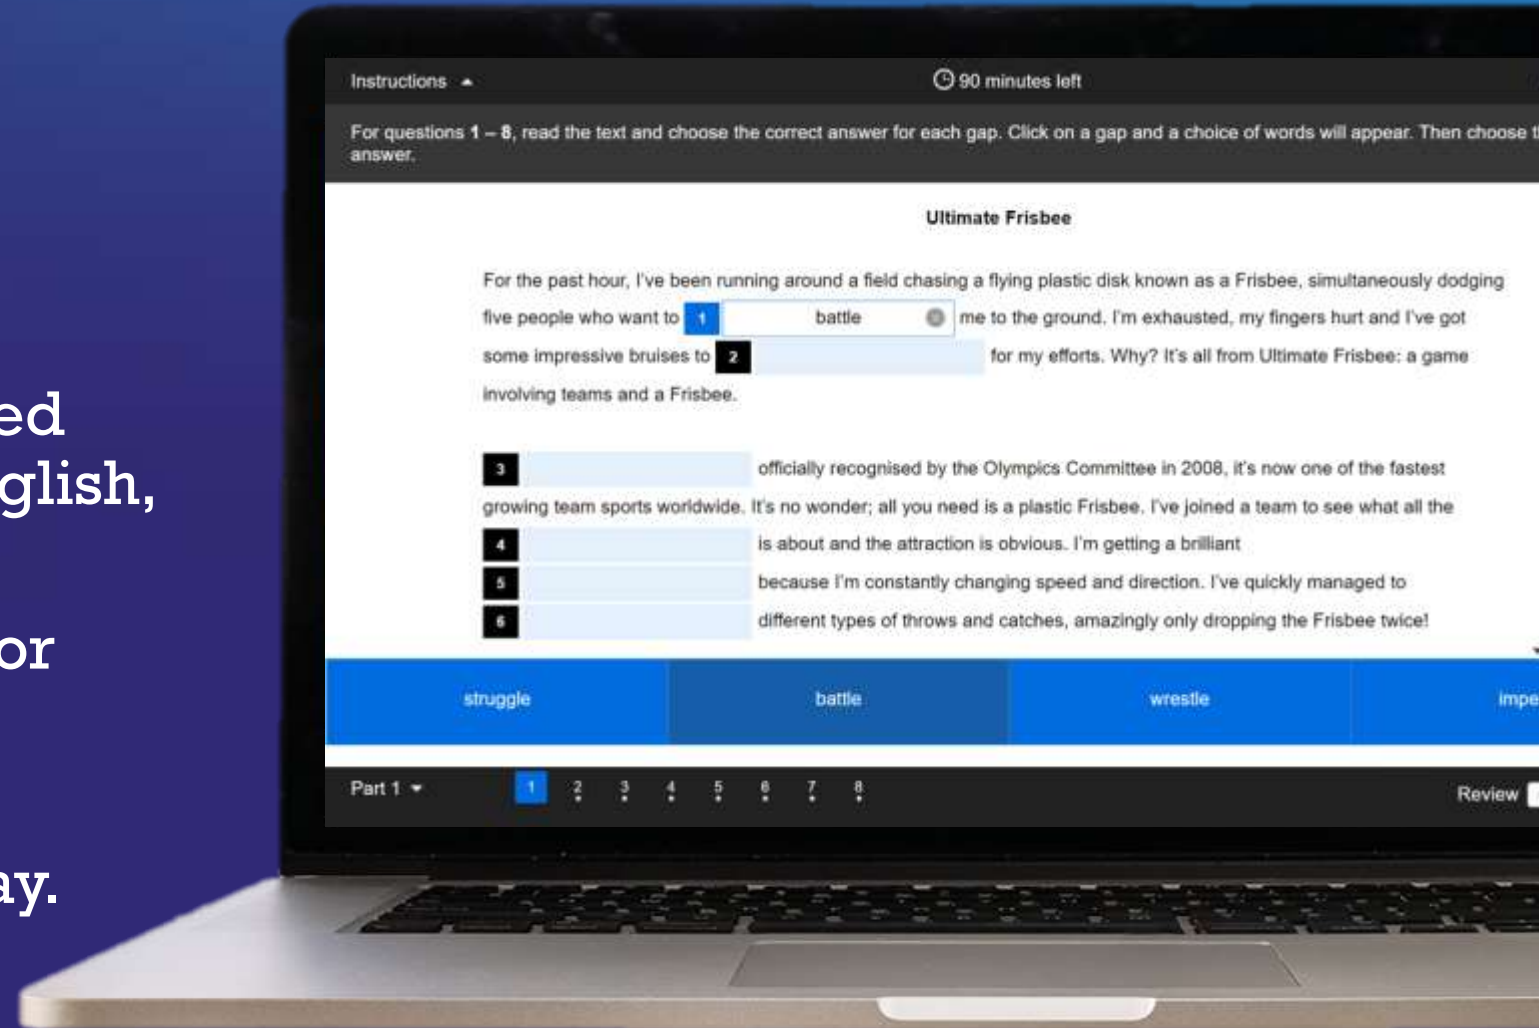 ed
glish,
or
ay.
Instructions
90 minutes left
For questions 1 – 8, read the text and choose the correct answer for each gap. Click on a gap and a choice of words will appear. Then choose
answer.
Ultimate Frisbee
For the past hour, I've been running around a field chasing a flying plastic disk known as a Frisbee, simultaneously dodging
five people who want to 1 battle me to the ground. I'm exhausted, my fingers hurt and I've got
some impressive bruises to 2 for my efforts. Why? It's all from Ultimate Frisbee: a game
involving teams and a Frisbee.
3 officially recognised by the Olympics Committee in 2008, it's now one of the fastest
growing team sports worldwide. It's no wonder; all you need is a plastic Frisbee. I've joined a team to see what all the
4 is about and the attraction is obvious. I'm getting a brilliant
5 because I'm constantly changing speed and direction. I've quickly managed to
6 different types of throws and catches, amazingly only dropping the Frisbee twice!
struggle battle wrestle impe
Part 1 1 2 3 4 5 6 7 8 Review